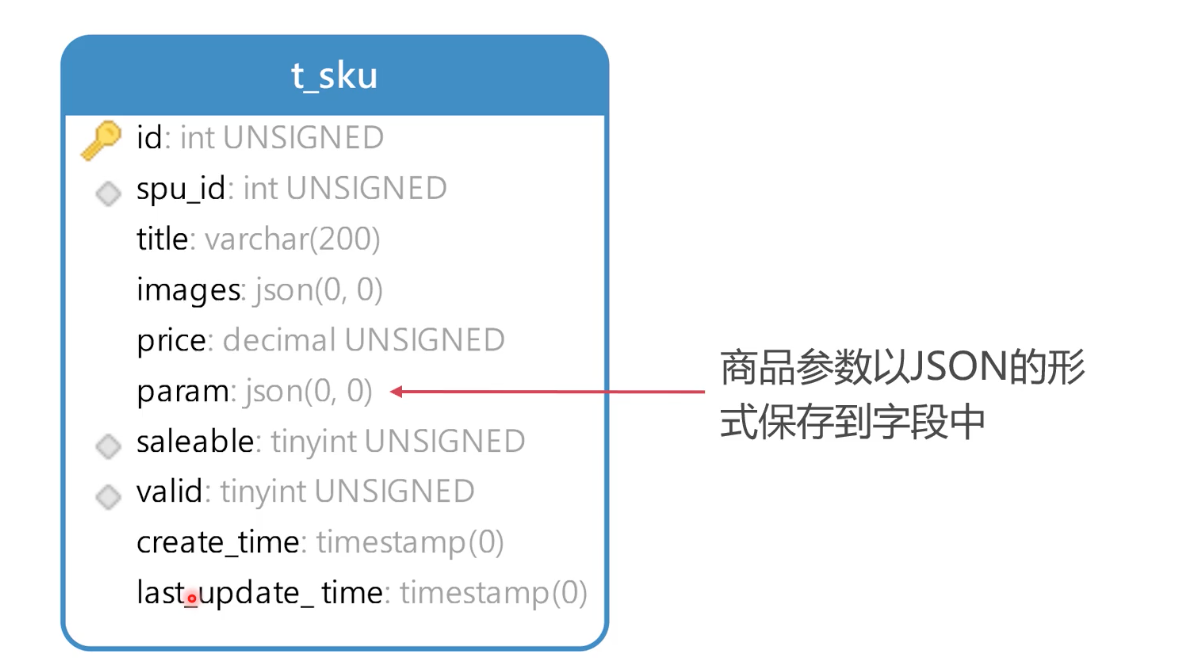 t_sku
id: int UNSIGNED
spu_id: int UNSIGNED
title: varchar(200)
images: json(0, 0)
price: decimal UNSIGNED
param: json(0, 0)
商品参数以JSON的形
式保存到字段中
saleable: tinyint UNSIGNED
valid: tinyint UNSIGNED
create_time: timestamp(0)
last_update_ time: timestamp(0)